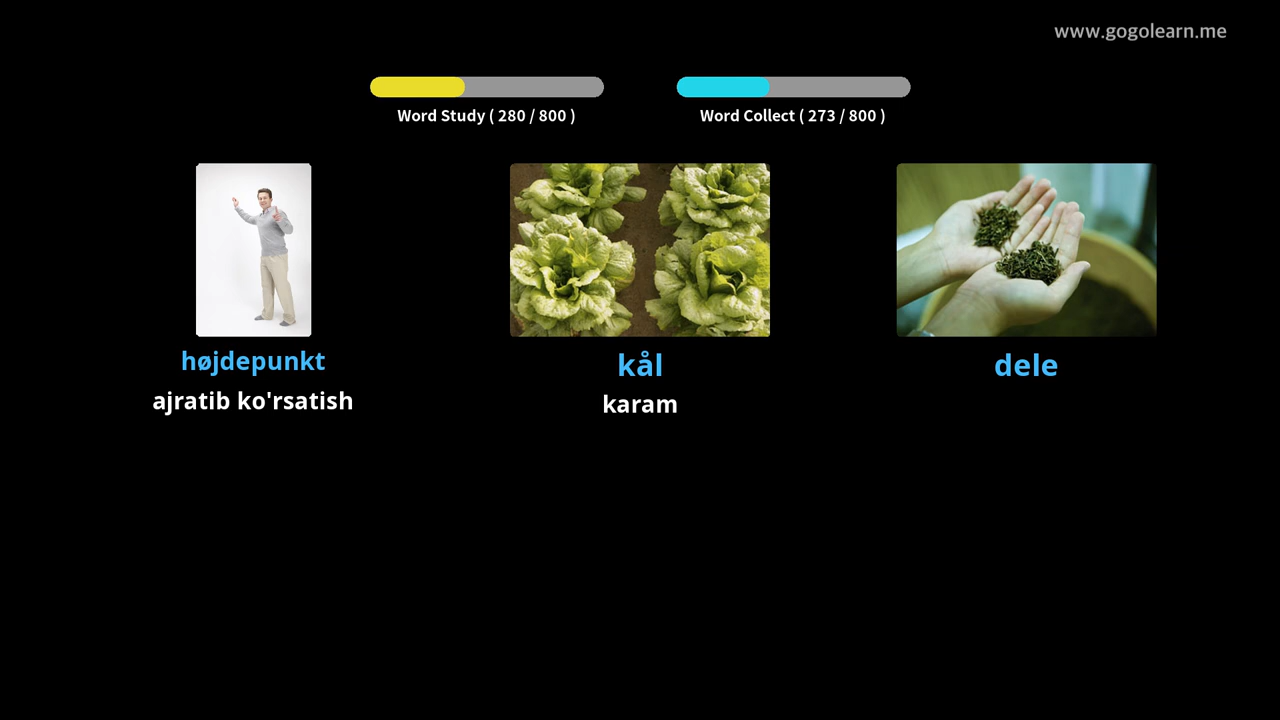 www.gogolearn.me
Word Study ( 280 / 800 )
Word Collect ( 273 / 800 )
højdepunkt
kål
dele
ajratib ko'rsatish
karam